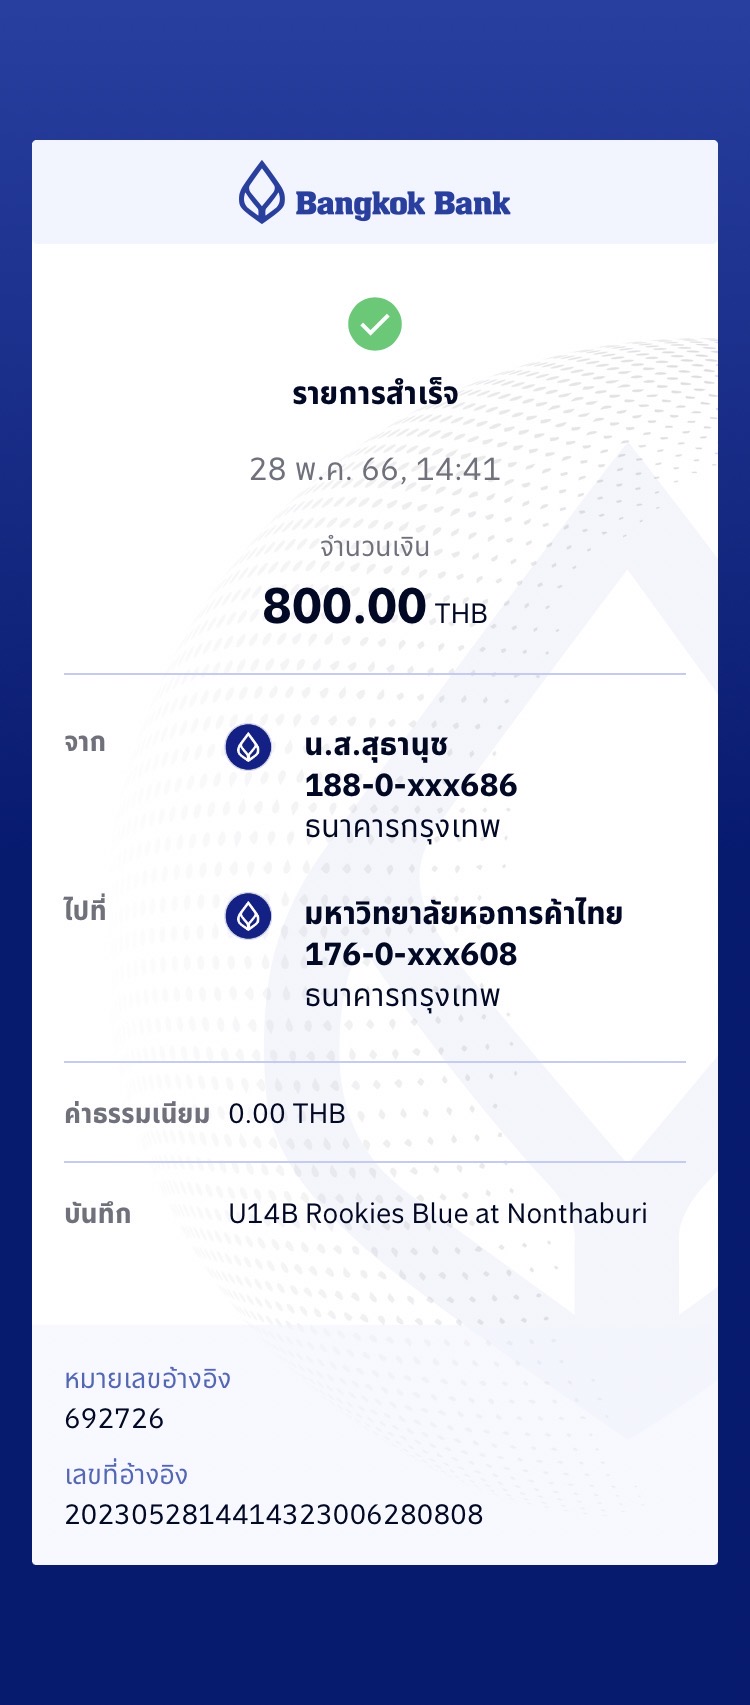 Bangkok Bank
รายการสำเร็จ
28 พ.ค. 66, 14:41
จำนวนเงิน
800.00 THB
จาก
น.ส.สุธานุช
188-0-xxx686
ธนาคารกรุงเทพ
ไปที่
มหาวิทยาลัยหอการค้าไทย
176-0-xxx608
ธนาคารกรุงเทพ
ค่าธรรมเนียม 0.00 THB
บันทึก U14B Rookies Blue at Nonthaburi
หมายเลขอ้างอิง
692726
เลขที่อ้างอิง
2023052814414323006280808